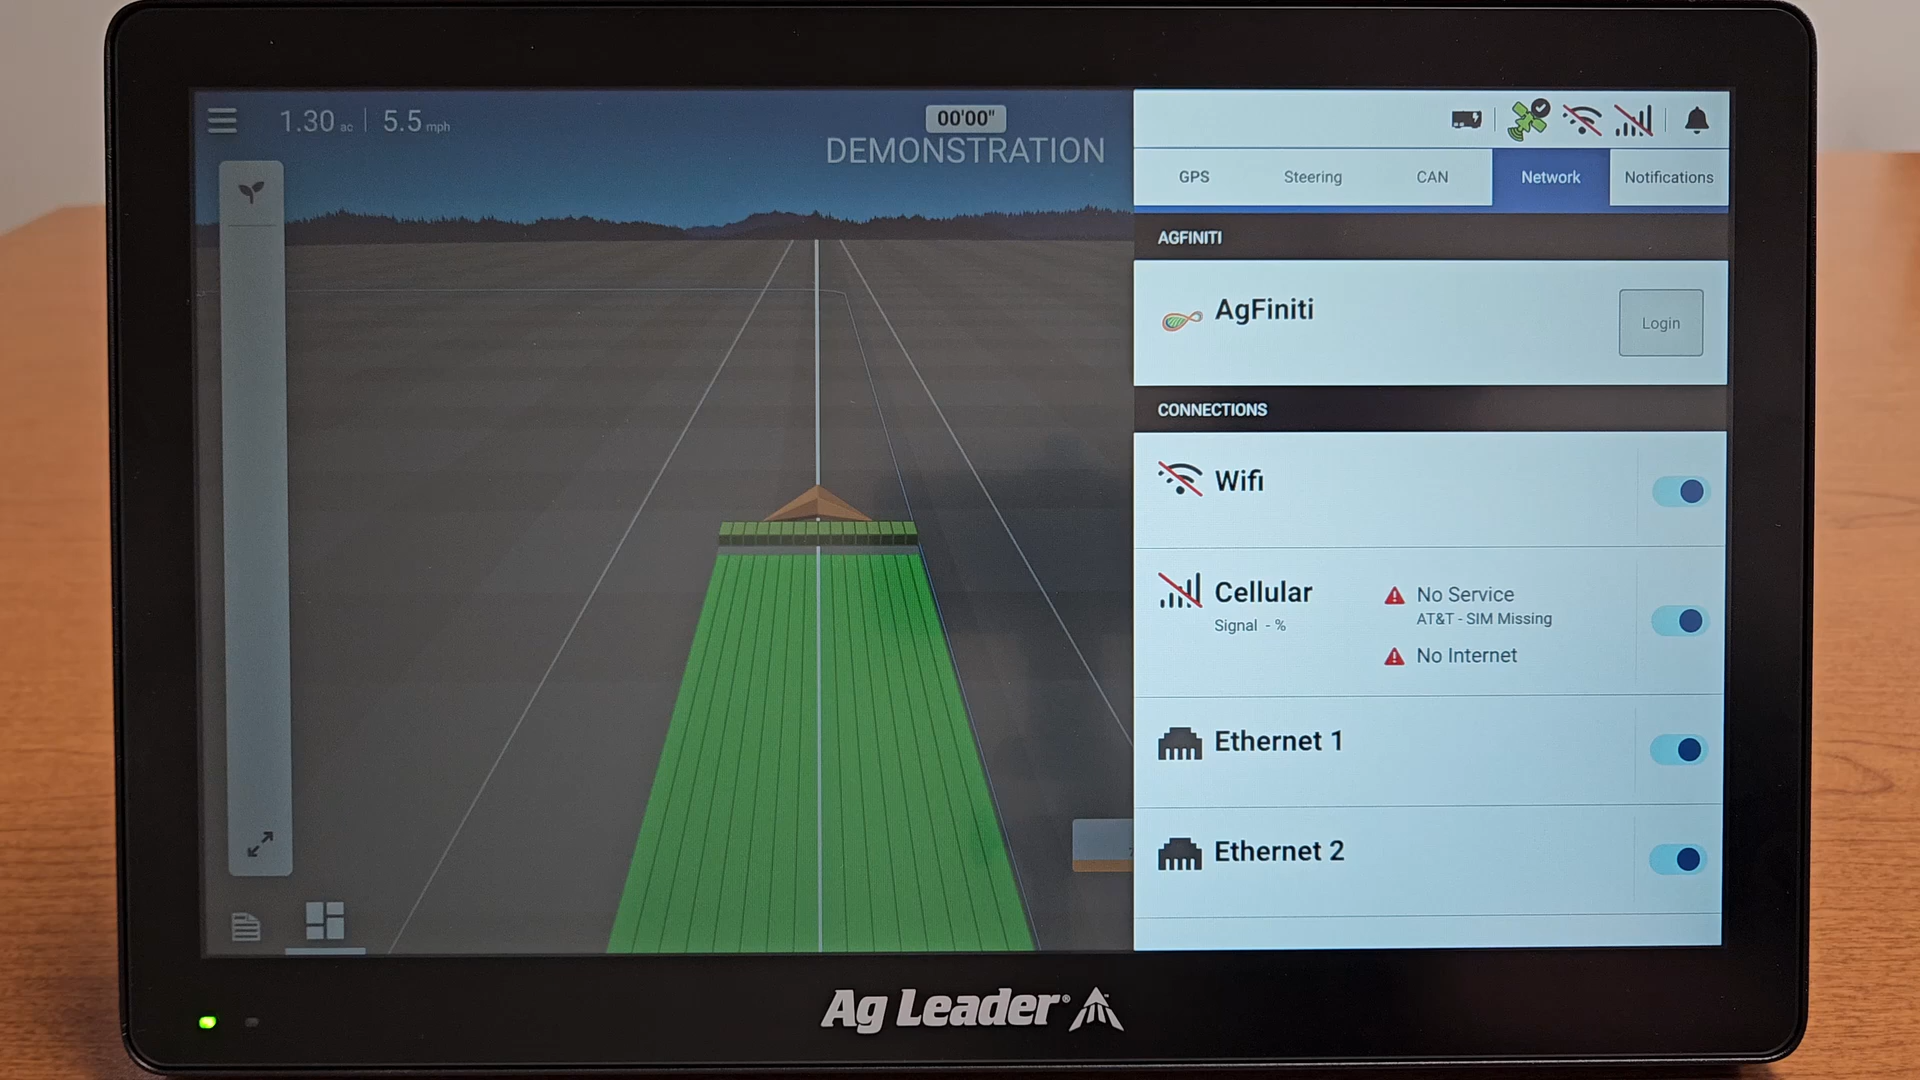 1.30 ac | 5.5 mph
00'00"
DEMONSTRATION
GPS Steering CAN Network Notifications
AGFINITI
AgFiniti
Login
CONNECTIONS
Wifi
Cellular
Signal - %
No Service
AT&T - SIM Missing
No Internet
Ethernet 1
Ethernet 2
Ag Leader®